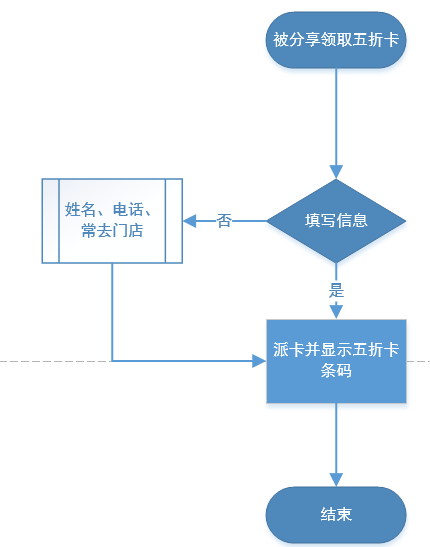 被分享领取五折卡
填写信息
否
姓名、电话、
常去门店
是
派卡并显示五折卡
条码
结束